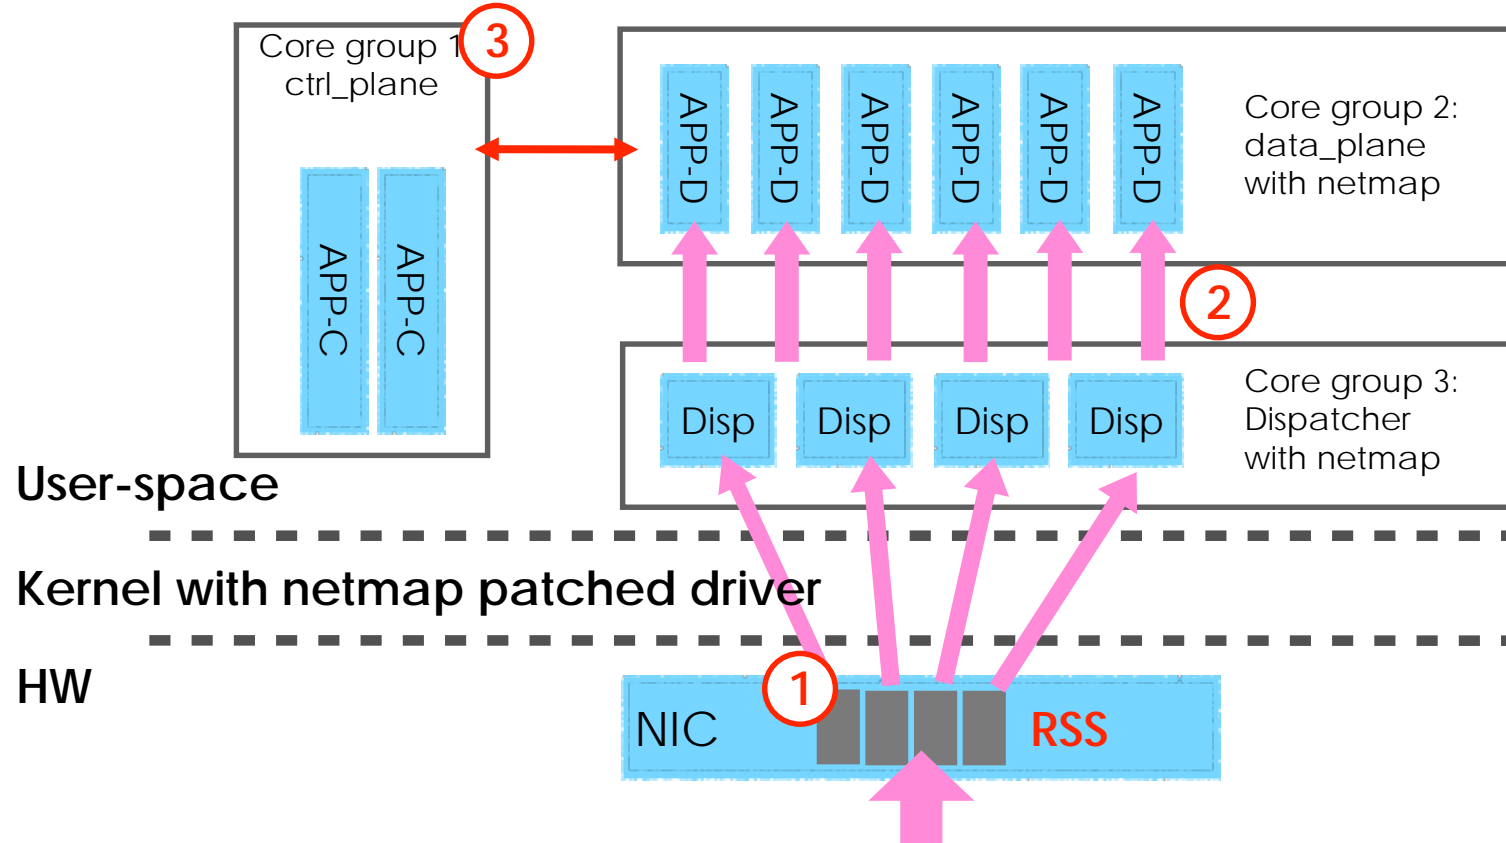 Core group 1
ctrl_plane
3
APP-C
APP-C
APP-D
APP-D
APP-D
APP-D
APP-D
APP-D
Core group 2:
data_plane
with netmap
2
Disp
Disp
Disp
Disp
Core group 3:
Dispatcher
with netmap
User-space
Kernel with netmap patched driver
HW
NIC
1
RSS